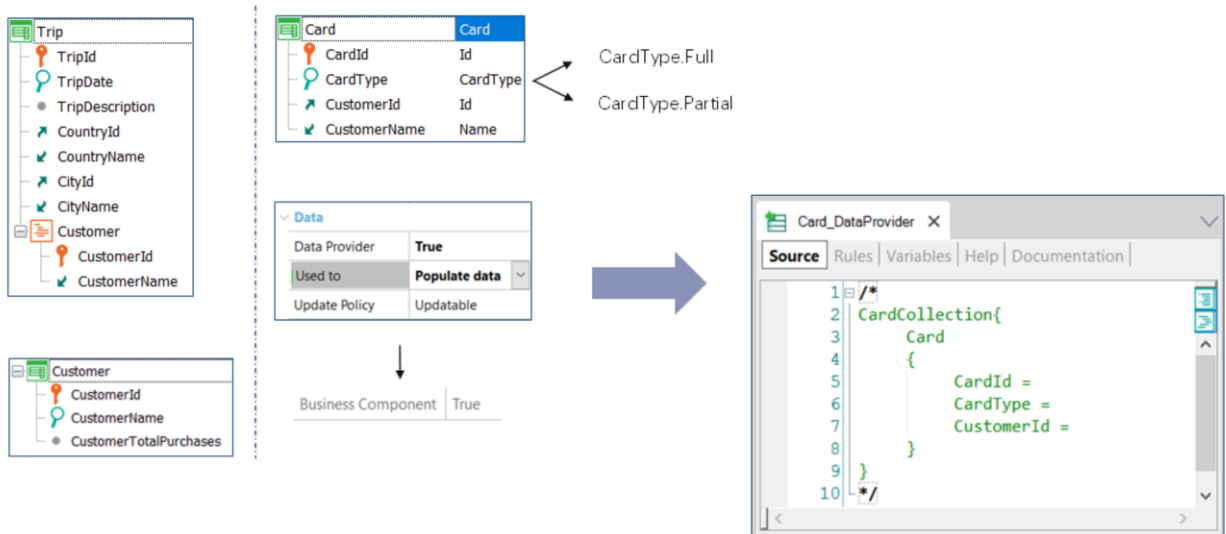 Trip
TripId
TripDate
TripDescription
CountryId
CountryName
CityId
CityName
Customer
CustomerId
CustomerName
Customer
CustomerId
CustomerName
CustomerTotalPurchases
Card Card
CardId Id
CardType CardType
CustomerId Id
CustomerName Name
CardType.Full
CardType.Partial
Data
Data Provider True
Used to Populate data
Update Policy Updatable
Business Component True
Card_DataProvider X
Source Rules Variables Help Documentation
1 /*
2 CardCollection{
3 Card
4 {
5 CardId =
6 CardType =
7 CustomerId =
8 }
9 }
10 */